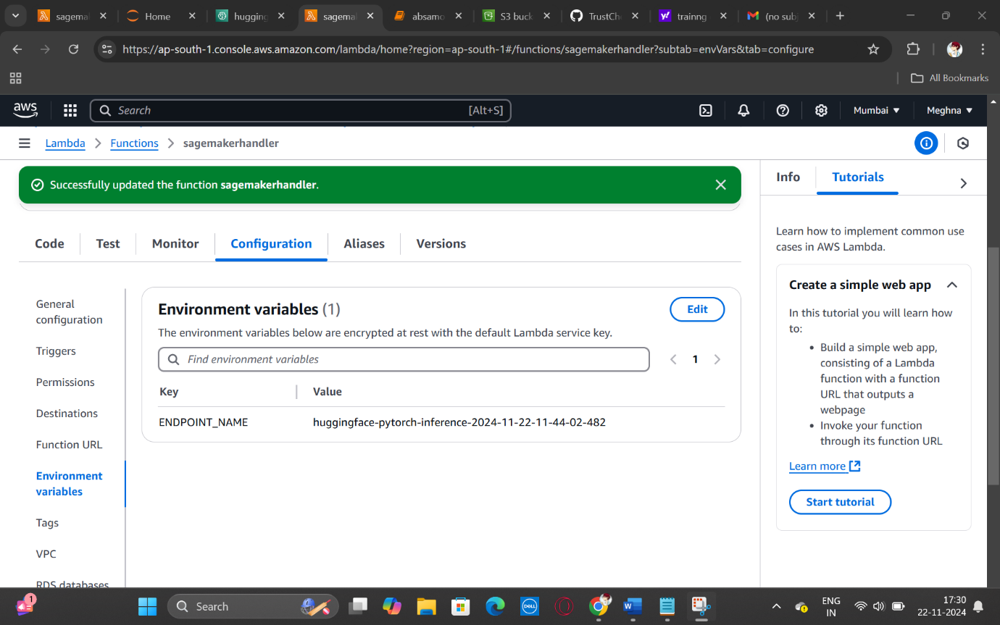 sagemal
Home
hugging
sagemal
absamo
S3 buck
TrustCh
trainng
(no sub
https://ap-south-1.console.aws.amazon.com/lambda/home?region=ap-south-1#/functions/sagemakerhandler?subtab=envVars&tab=configure
All Bookmarks
aws
Search
[Alt+S]
Mumbai
Meghna
Lambda
Functions
sagemakerhandler
Successfully updated the function sagemakerhandler.
Code
Test
Monitor
Configuration
Aliases
Versions
General
configuration
Triggers
Permissions
Destinations
Function URL
Environment
variables
Tags
VPC
RDS databases
Environment variables (1)
Edit
The environment variables below are encrypted at rest with the default Lambda service key.
Find environment variables
1
Key
Value
ENDPOINT_NAME
huggingface-pytorch-inference-2024-11-22-11-44-02-482
Info
Tutorials
Learn how to implement common use
cases in AWS Lambda.
Create a simple web app
In this tutorial you will learn how
to:
Build a simple web app,
consisting of a Lambda
function with a function
URL that outputs a
webpage
Invoke your function
through its function URL
Learn more
Start tutorial
1
Search
DELL
W
ENG
IN
17:30
22-11-2024